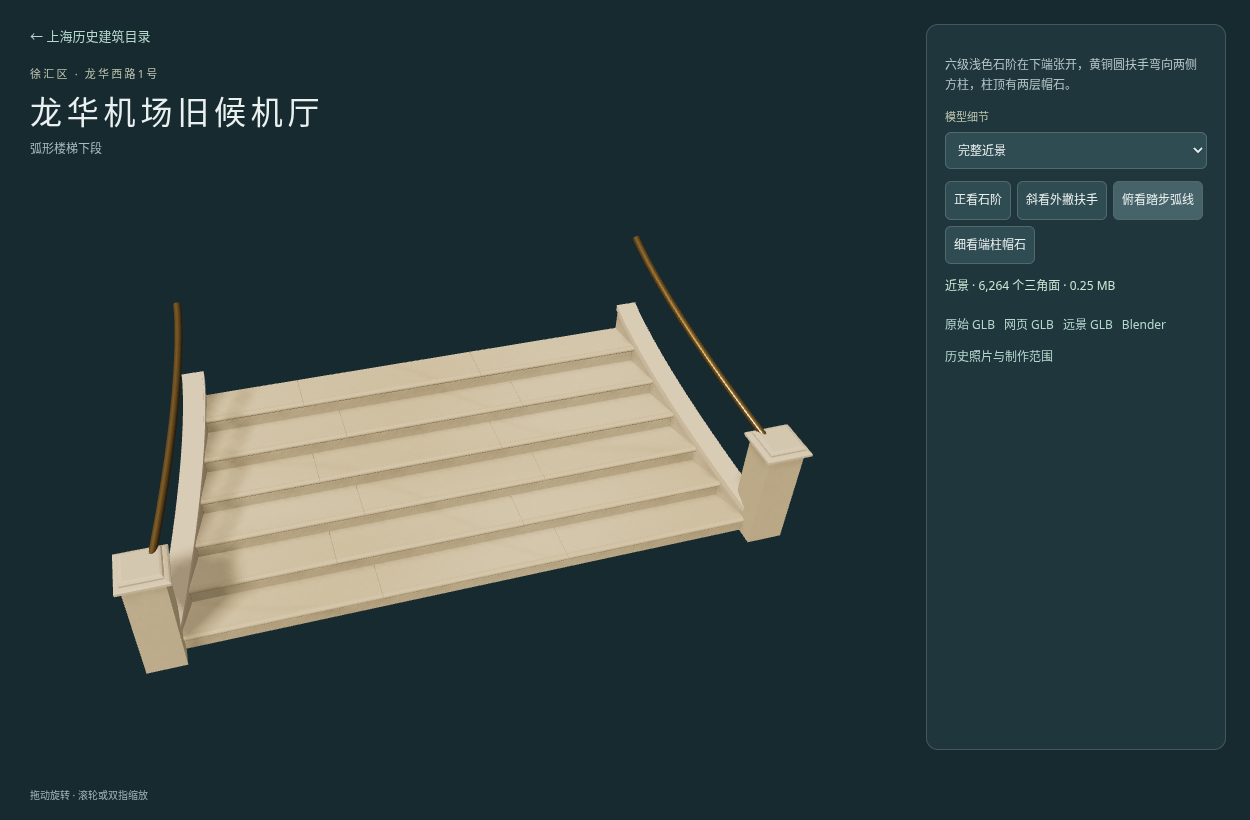 ← 上海历史建筑目录
徐汇区 · 龙华西路1号
龙华机场旧候机厅
弧形楼梯下段
六级浅色石阶在下端张开，黄铜圆扶手弯向两侧
方柱，柱顶有两层帽石。
模型细节
完整近景
正看石阶 斜看外撇扶手 俯看踏步弧线
细看端柱帽石
近景 · 6,264 个三角面 · 0.25 MB
原始 GLB 网页 GLB 远景 GLB Blender
历史照片与制作范围
拖动旋转 · 滚轮或双指缩放